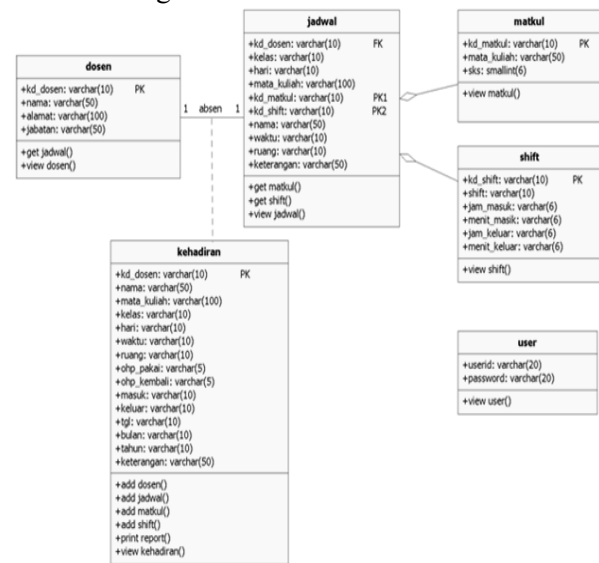 dosen
+kd_dosen: varchar(10) PK
+nama: varchar(50)
+alamat: varchar(100)
+jabatan: varchar(50)
+get jadwal()
+view dosen()
1 absen 1
jadwal
+kd_dosen: varchar(10) FK
+kelas: varchar(10)
+hari: varchar(10)
+mata_kuliah: varchar(100)
+kd_matkul: varchar(10) PK1
+kd_shift: varchar(10) PK2
+nama: varchar(50)
+waktu: varchar(10)
+ruang: varchar(10)
+keterangan: varchar(50)
+get matkul()
+get shift()
+view jadwal()
matkul
+kd_matkul: varchar(10) PK
+mata_kuliah: varchar(50)
+sks: smallint(6)
+view matkul()
shift
+kd_shift: varchar(10) PK
+shift: varchar(10)
+jam_masuk: varchar(6)
+menit_masik: varchar(6)
+jam_keluar: varchar(6)
+menit_keluar: varchar(6)
+view shift()
kehadiran
+kd_dosen: varchar(10) PK
+nama: varchar(50)
+mata_kuliah: varchar(100)
+kelas: varchar(10)
+hari: varchar(10)
+waktu: varchar(10)
+ruang: varchar(10)
+ohp_pakai: varchar(5)
+ohp_kembali: varchar(5)
+masuk: varchar(10)
+keluar: varchar(10)
+tgl: varchar(10)
+bulan: varchar(10)
+tahun: varchar(10)
+keterangan: varchar(50)
+add dosen()
+add jadwal()
+add matkul()
+add shift()
+print report()
+view kehadiran()
user
+userid: varchar(20)
+password: varchar(20)
+view user()